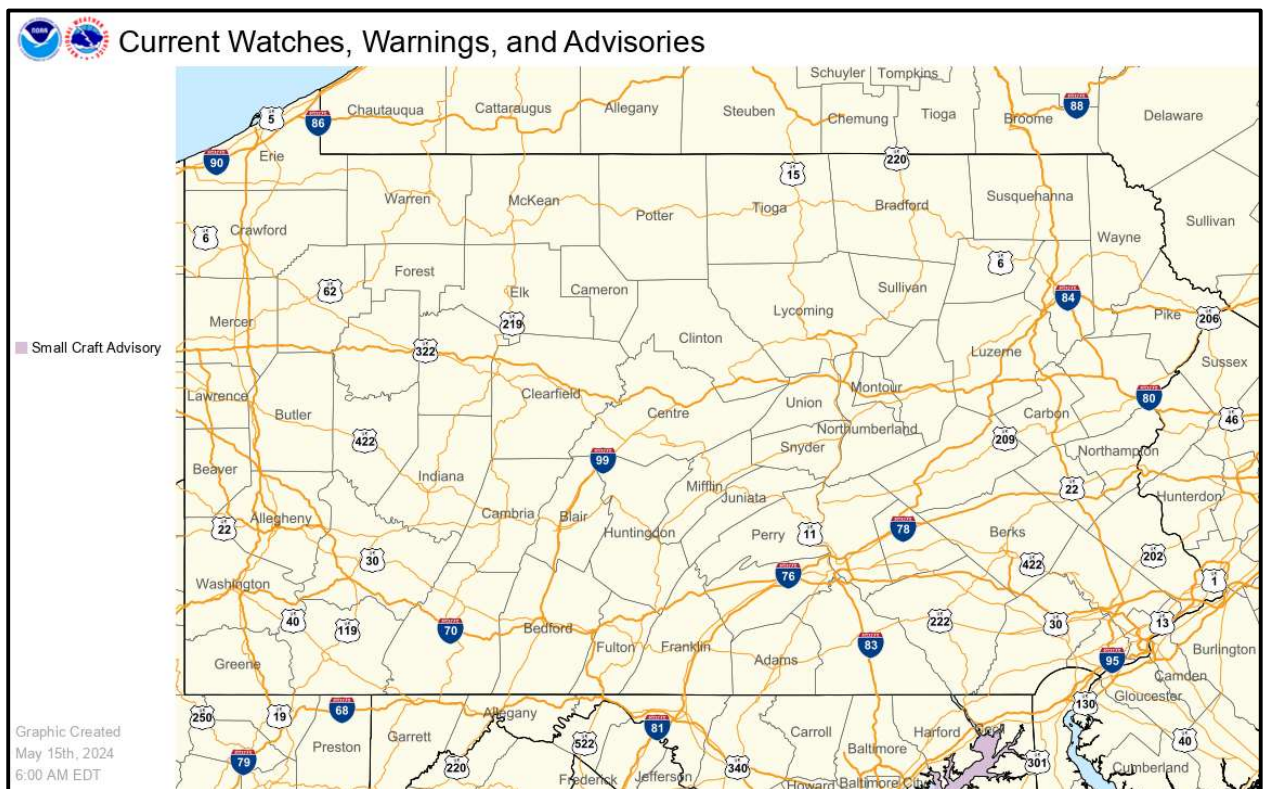 NOAA
Current Watches, Warnings, and Advisories
Schuyler Tompkins
Chautauqua Cattaraugus Allegany Steuben Chemung Tioga Broome 88 Delaware
5 86
90 Erie
15 220
Warren McKean Potter Tioga Bradford Susquehanna
6 Crawford Wayne Sullivan
Forest 6
62 Elk Cameron Sullivan 84
Mercer 219 Lycoming Pike 206
Small Craft Advisory
322 Clinton Luzerne Sussex
Lawrence Clearfield Montour 80
Butler Centre Union Carbon 46
422 Northumberland 209
Snyder Northampton
Beaver 99
Indiana Mifflin 22 Hunterdon
Juniata
Allegheny Cambria Blair
22 Huntingdon Perry 11 78 Berks
30 202
422
Washington 76 1
40 119 70 Bedford 222 30 13
Fulton Franklin 83 Burlington
Greene Adams 95
Camden
Gloucester
250 19 68 Allegany 130
81 Carroll Harford
Preston Garrett 522 Baltimore 40
79 220 340 301 Cumberland
Frederick Jefferson Howard Baltimore City
Graphic Created
May 15th, 2024
6:00 AM EDT